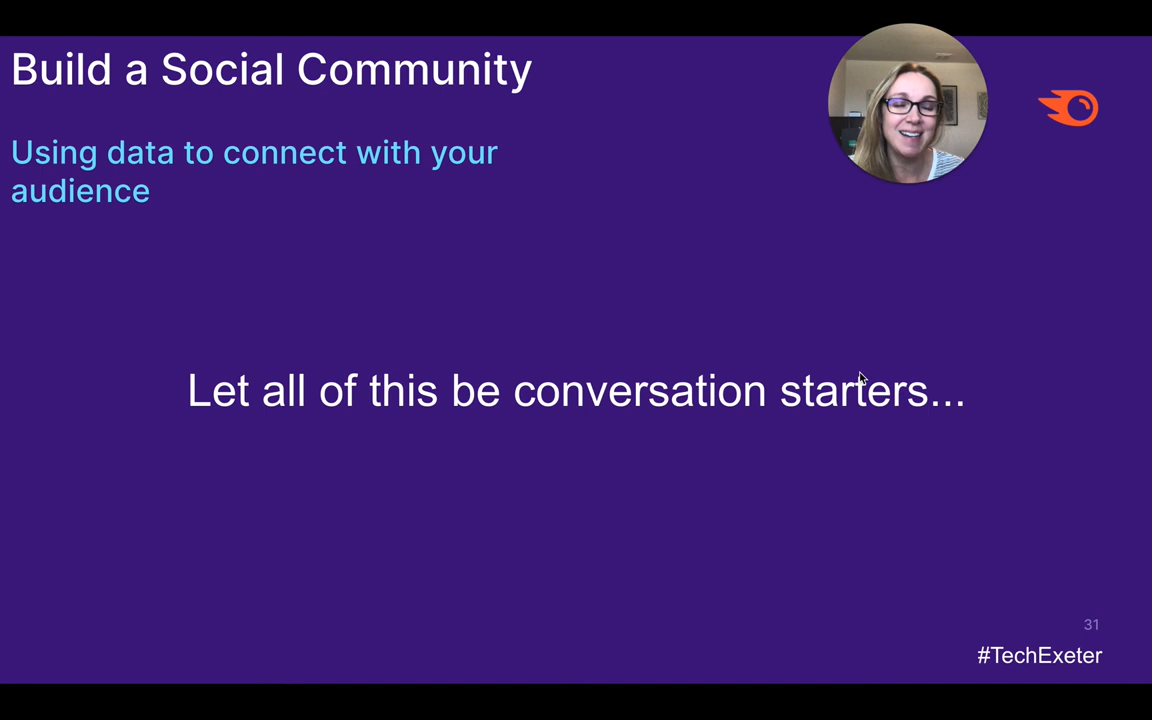 Build a Social Community
Using data to connect with your
audience
Let all of this be conversation starters...
31
#TechExeter